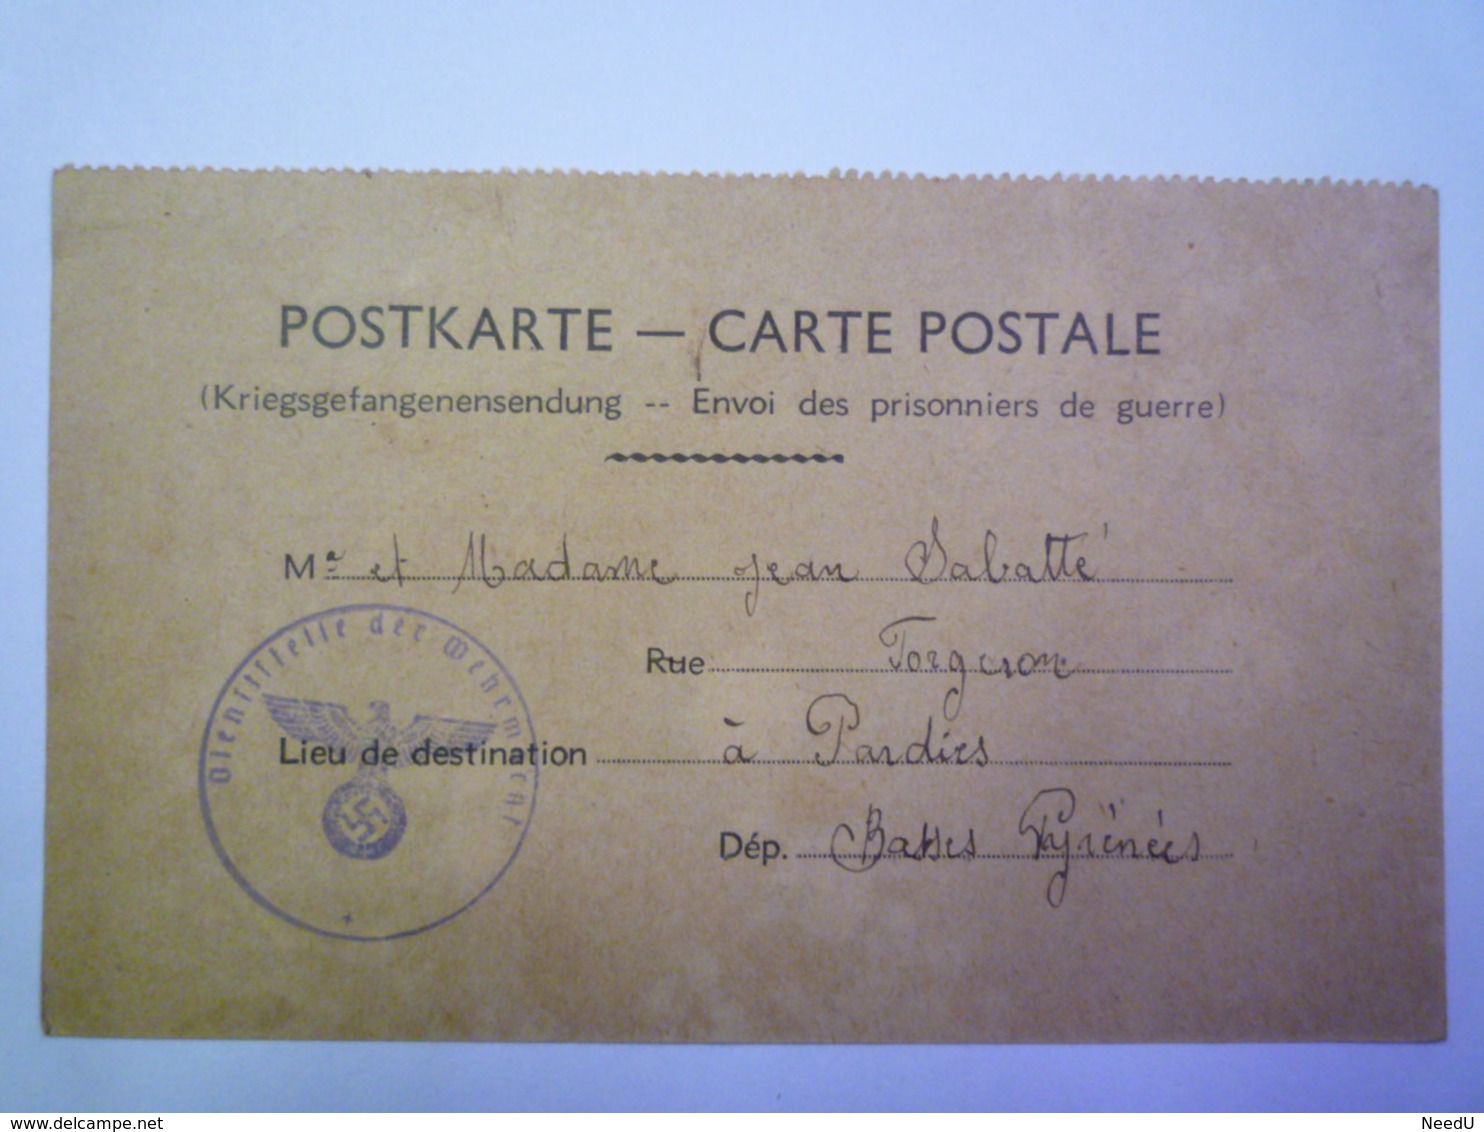 POSTKARTE — CARTE POSTALE
(Kriegsgefangenensendung -- Envoi des prisonniers de guerre)
Mr et Madame Jean Sabatté
Rue Forgeron
Lieu de destination à Pardies
Dép. Basses Pyrénées
Dienststelle der Wehrmacht
www.delcampe.net
NeedU